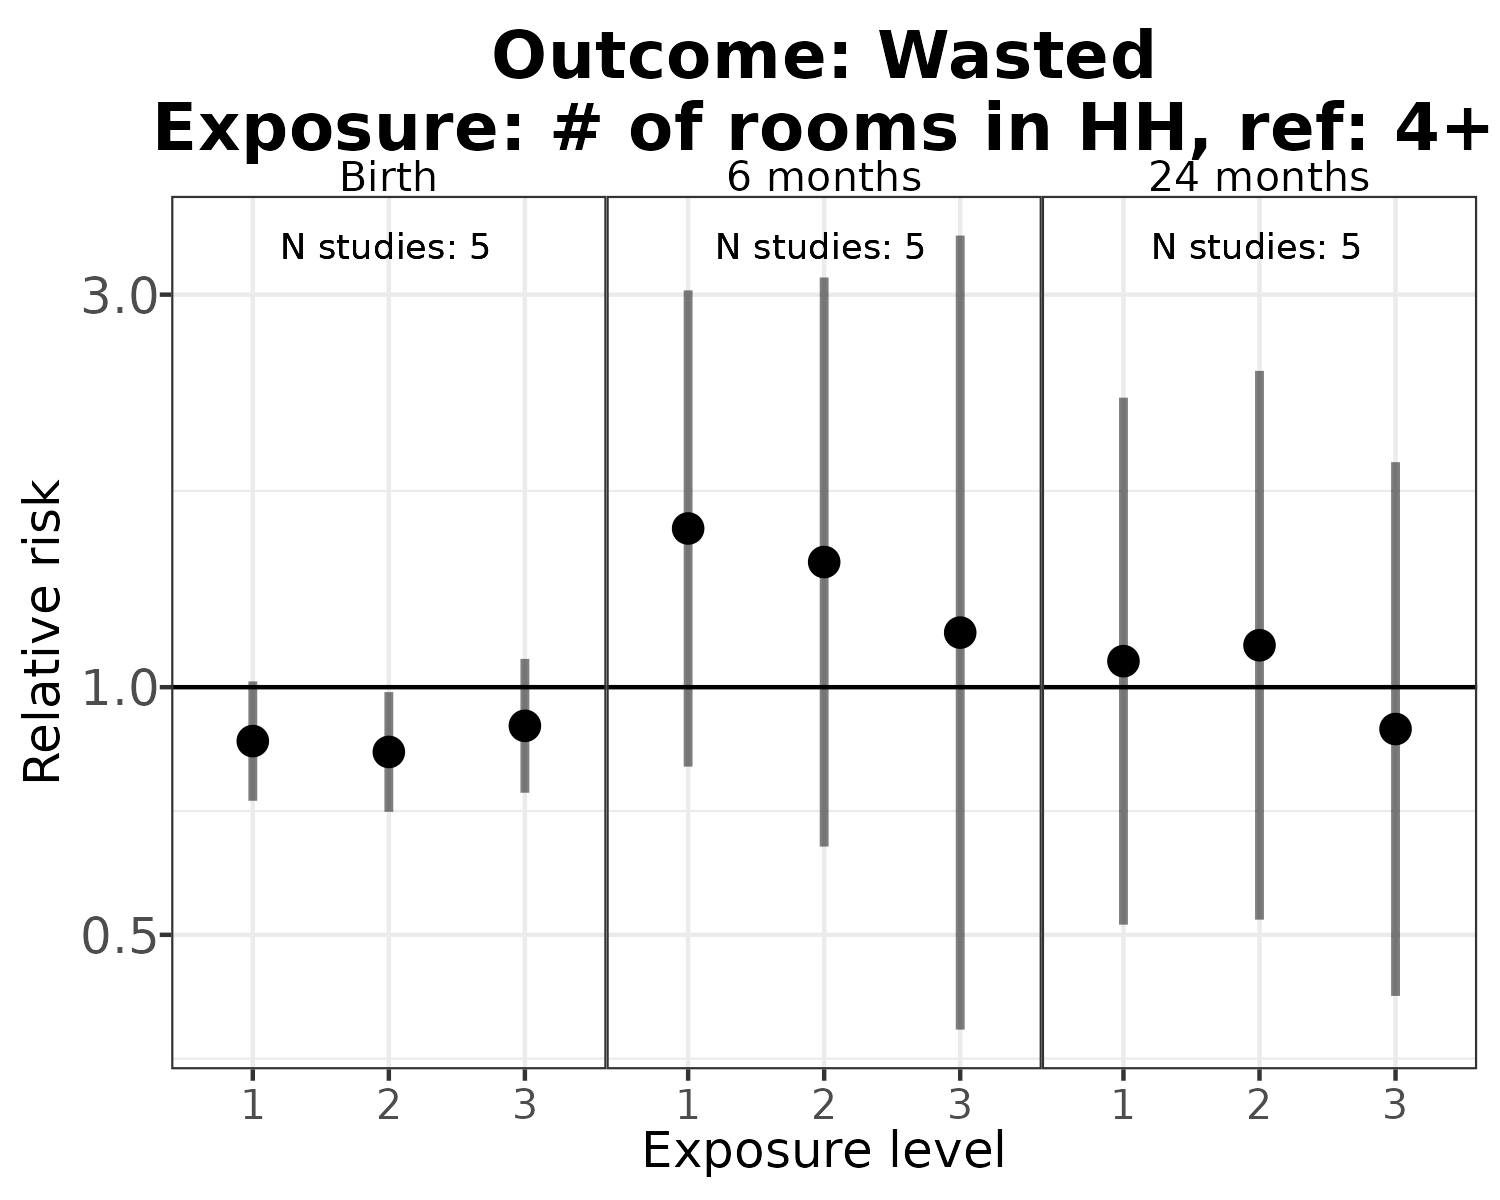 Outcome: Wasted
Exposure: # of rooms in HH, ref: 4+
Birth
6 months
24 months
N studies: 5
N studies: 5
N studies: 5
3.0
1.0
0.5
Relative risk
1 2 3
1 2 3
1 2 3
Exposure level